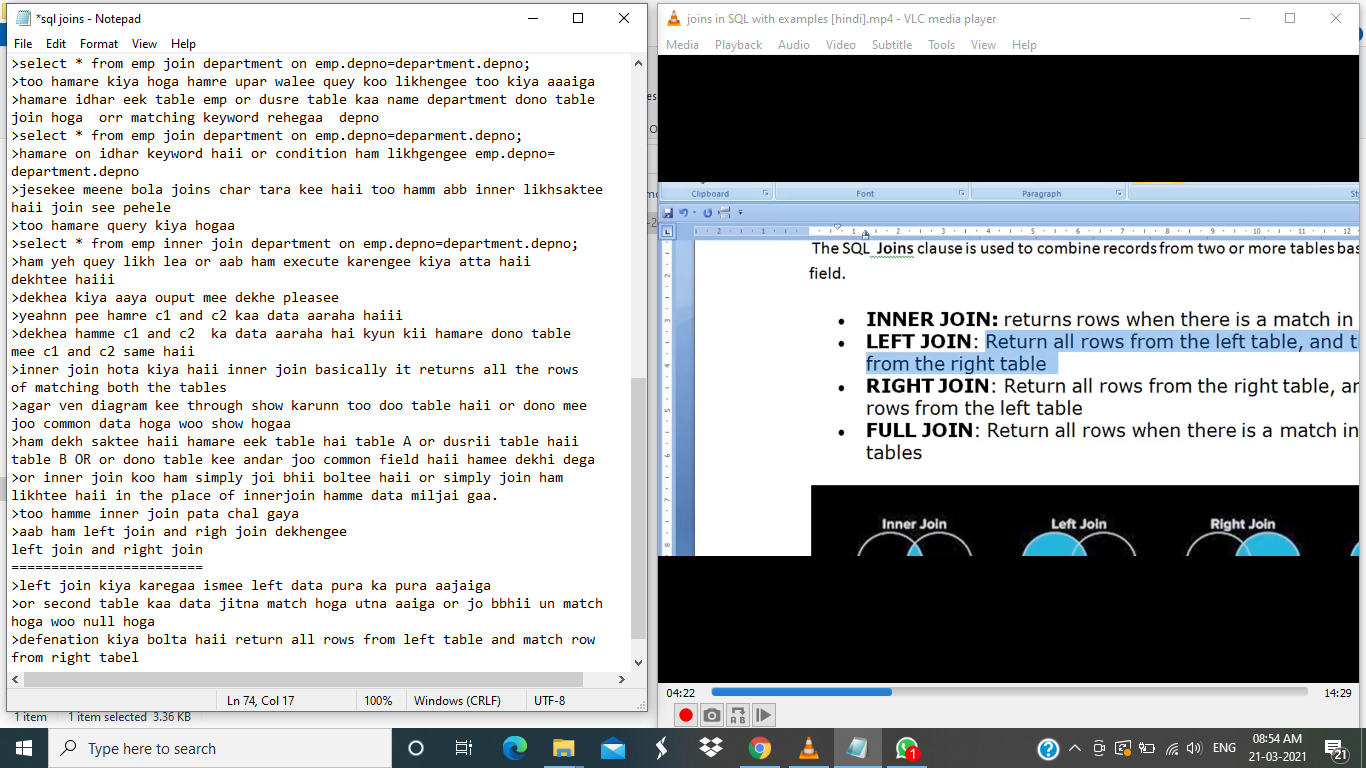 *sql joins - Notepad
File Edit Format View Help
>select * from emp join department on emp.depno=department.depno;
>too hamare kiya hoga hamre upar walee quey koo likhengee too kiya aaaiga
>hamare idhar eek table emp or dusre table kaa name department dono table
join hoga  orr matching keyword rehegaa  depno
>select * from emp join department on emp.depno=deparment.depno;
>hamare on idhar keyword haii or condition ham likhgengee emp.depno=
department.depno
>jesekee meene bola joins char tara kee haii too hamm abb inner likhsaktee
haii join see pehele
>too hamare query kiya hogaa
>select * from emp inner join department on emp.depno=department.depno;
>ham yeh quey likh lea or aab ham execute karengee kiya atta haii
dekhtee haiii
>dekhea kiya aaya ouput mee dekhe pleasee
>yeahnn pee hamre c1 and c2 kaa data aaraha haiii
>dekhea hamme c1 and c2  ka data aaraha hai kyun kii hamare dono table
mee c1 and c2 same haii
>inner join hota kiya haii inner join basically it returns all the rows
of matching both the tables
>agar ven diagram kee through show karunn too doo table haii or dono mee
joo common data hoga woo show hogaa
>ham dekh saktee haii hamare eek table hai table A or dusrii table haii
table B OR or dono table kee andar joo common field haii hamee dekhi dega
>or inner join koo ham simply joi bhii boltee haii or simply join ham
likhtee haii in the place of innerjoin hamme data miljai gaa.
>too hamme inner join pata chal gaya
>aab ham left join and righ join dekhengee
left join and right join
========================
>left join kiya karegaa ismee left data pura ka pura aajaiga
>or second table kaa data jitna match hoga utna aaiga or jo bbhii un match
hoga woo null hoga
>defenation kiya bolta haii return all rows from left table and match row
from right tabel
Ln 74, Col 17 100% Windows (CRLF) UTF-8
1 item 1 item selected 3.36 KB
joins in SQL with examples [hindi].mp4 - VLC media player
Media Playback Audio Video Subtitle Tools View Help
Clipboard Font Paragraph
The SQL Joins clause is used to combine records from two or more tables bas
field.
• INNER JOIN: returns rows when there is a match in
• LEFT JOIN: Return all rows from the left table, and t
from the right table
• RIGHT JOIN: Return all rows from the right table, ar
rows from the left table
• FULL JOIN: Return all rows when there is a match in
tables
Inner Join Left Join Right Join
04:22 14:29
Type here to search
1
ENG
08:54 AM
21-03-2021
21